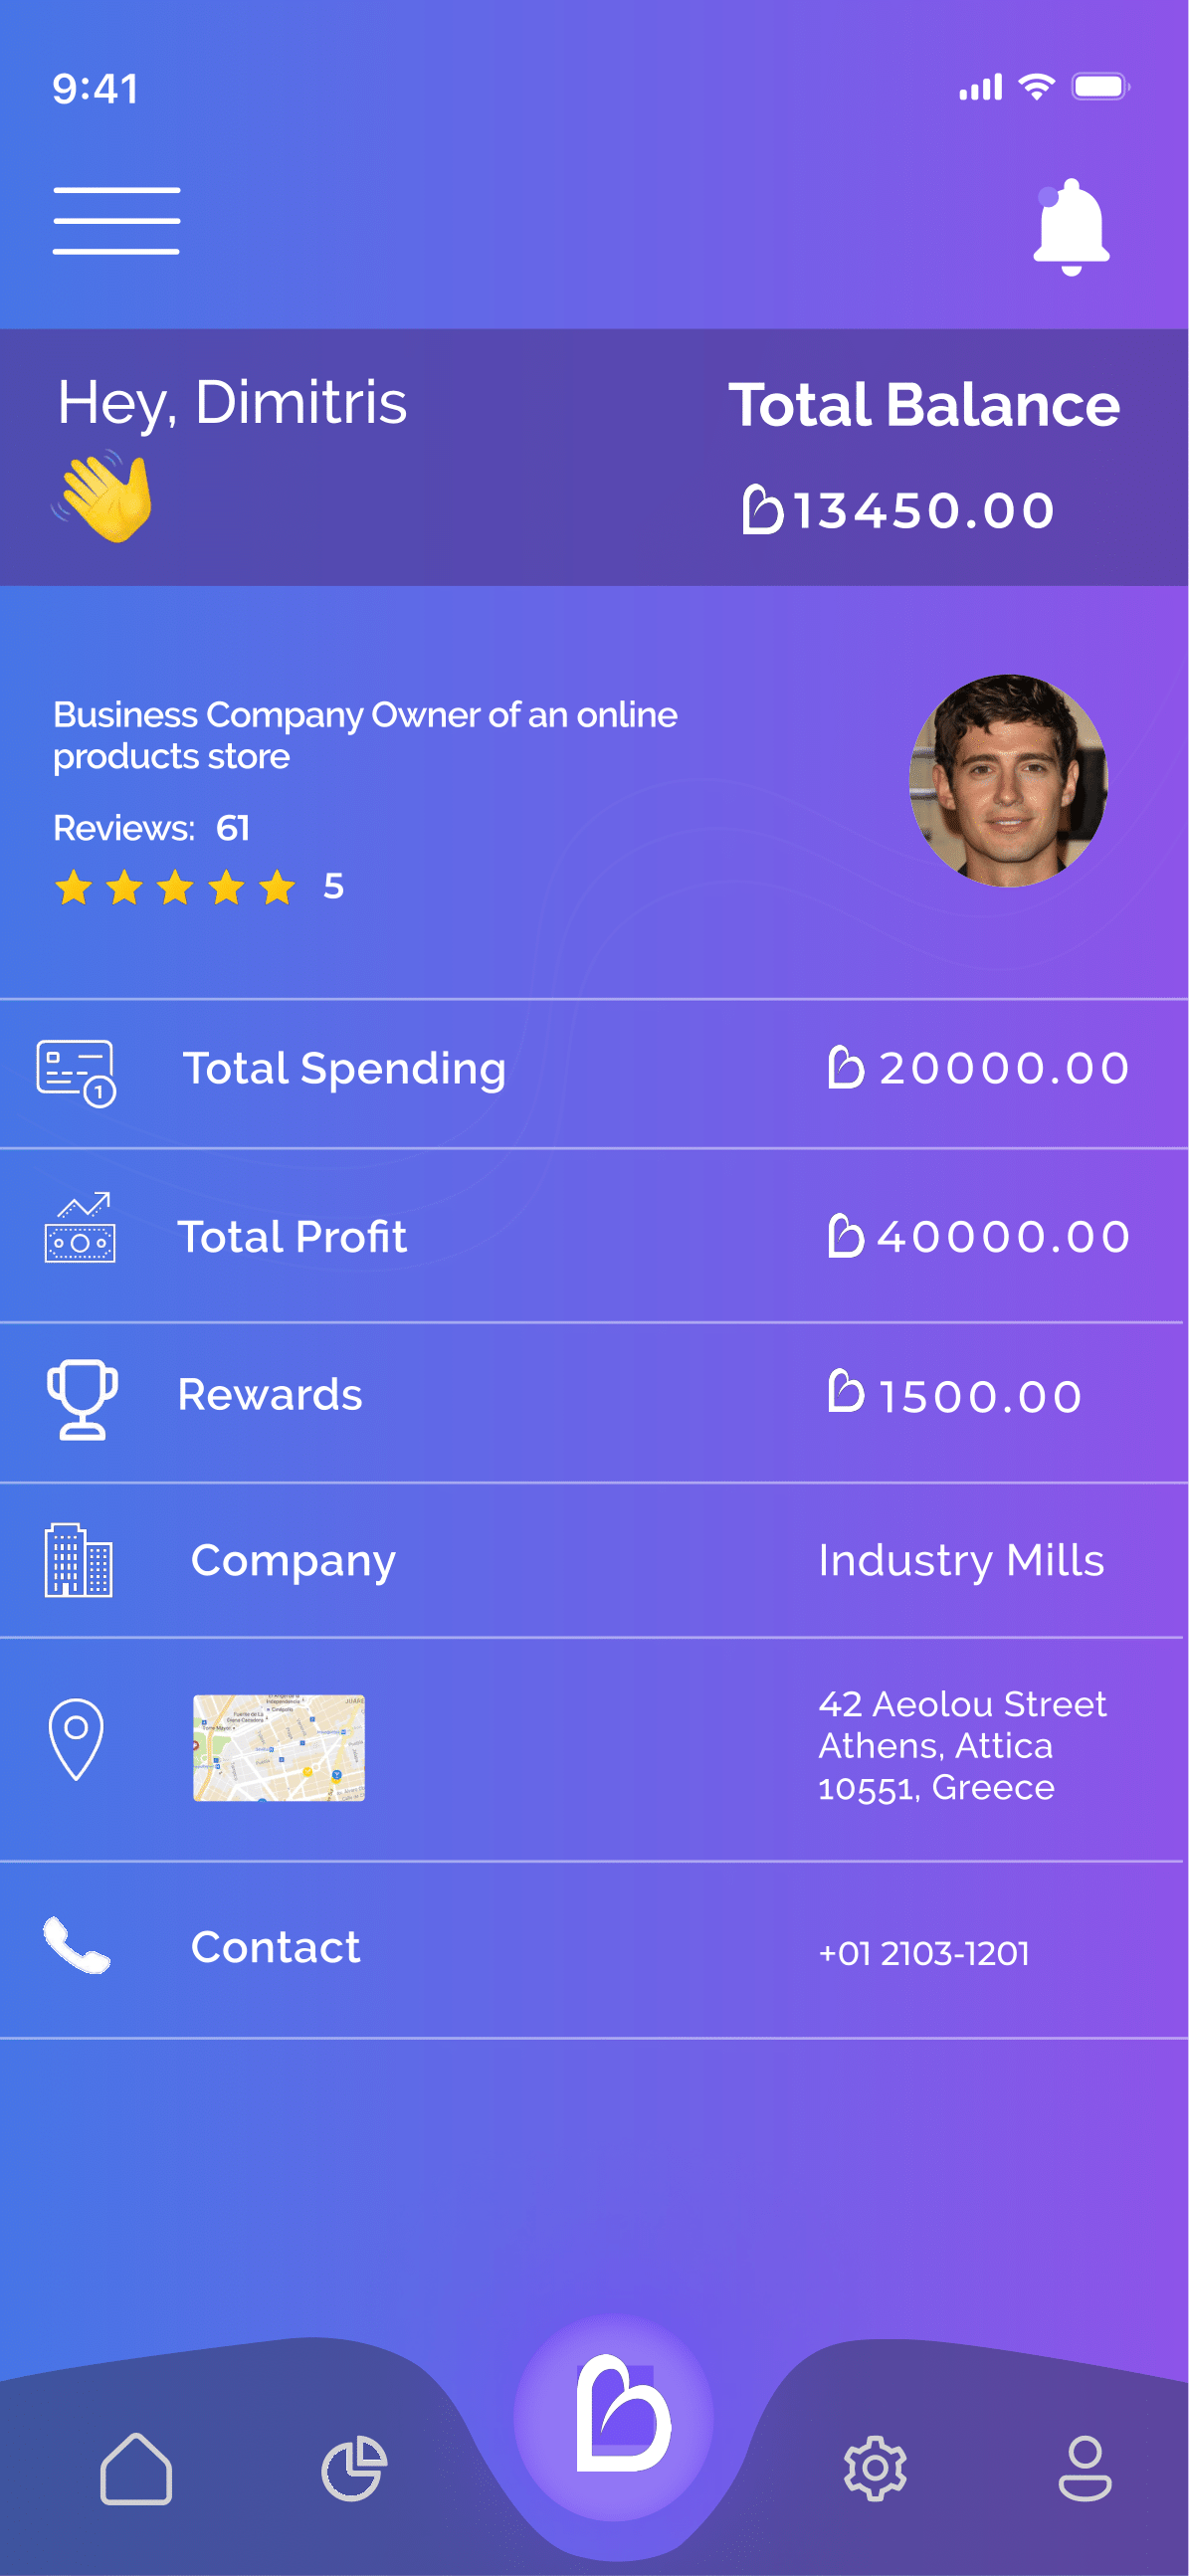 9:41
Hey, Dimitris
Total Balance
13450.00
Business Company Owner of an online
products store
Reviews: 61
5
Total Spending
20000.00
1
Total Profit
40000.00
Rewards
1500.00
Company
Industry Mills
42 Aeolou Street
Athens, Attica
10551, Greece
Contact
+01 2103-1201